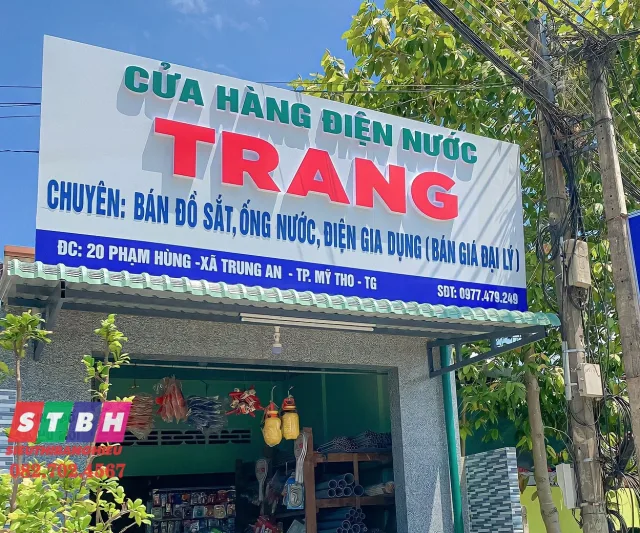 CỬA HÀNG ĐIỆN NƯỚC
TRANG
CHUYÊN: BÁN ĐỒ SẮT, ỐNG NƯỚC, ĐIỆN GIA DỤNG ( BÁN GIÁ ĐẠI LÝ )
ĐC: 20 PHẠM HÙNG -XÃ TRUNG AN - TP. MỸ THO - TG
SĐT: 0977.479.249
STBH
SIEUTHIBANGHIEU